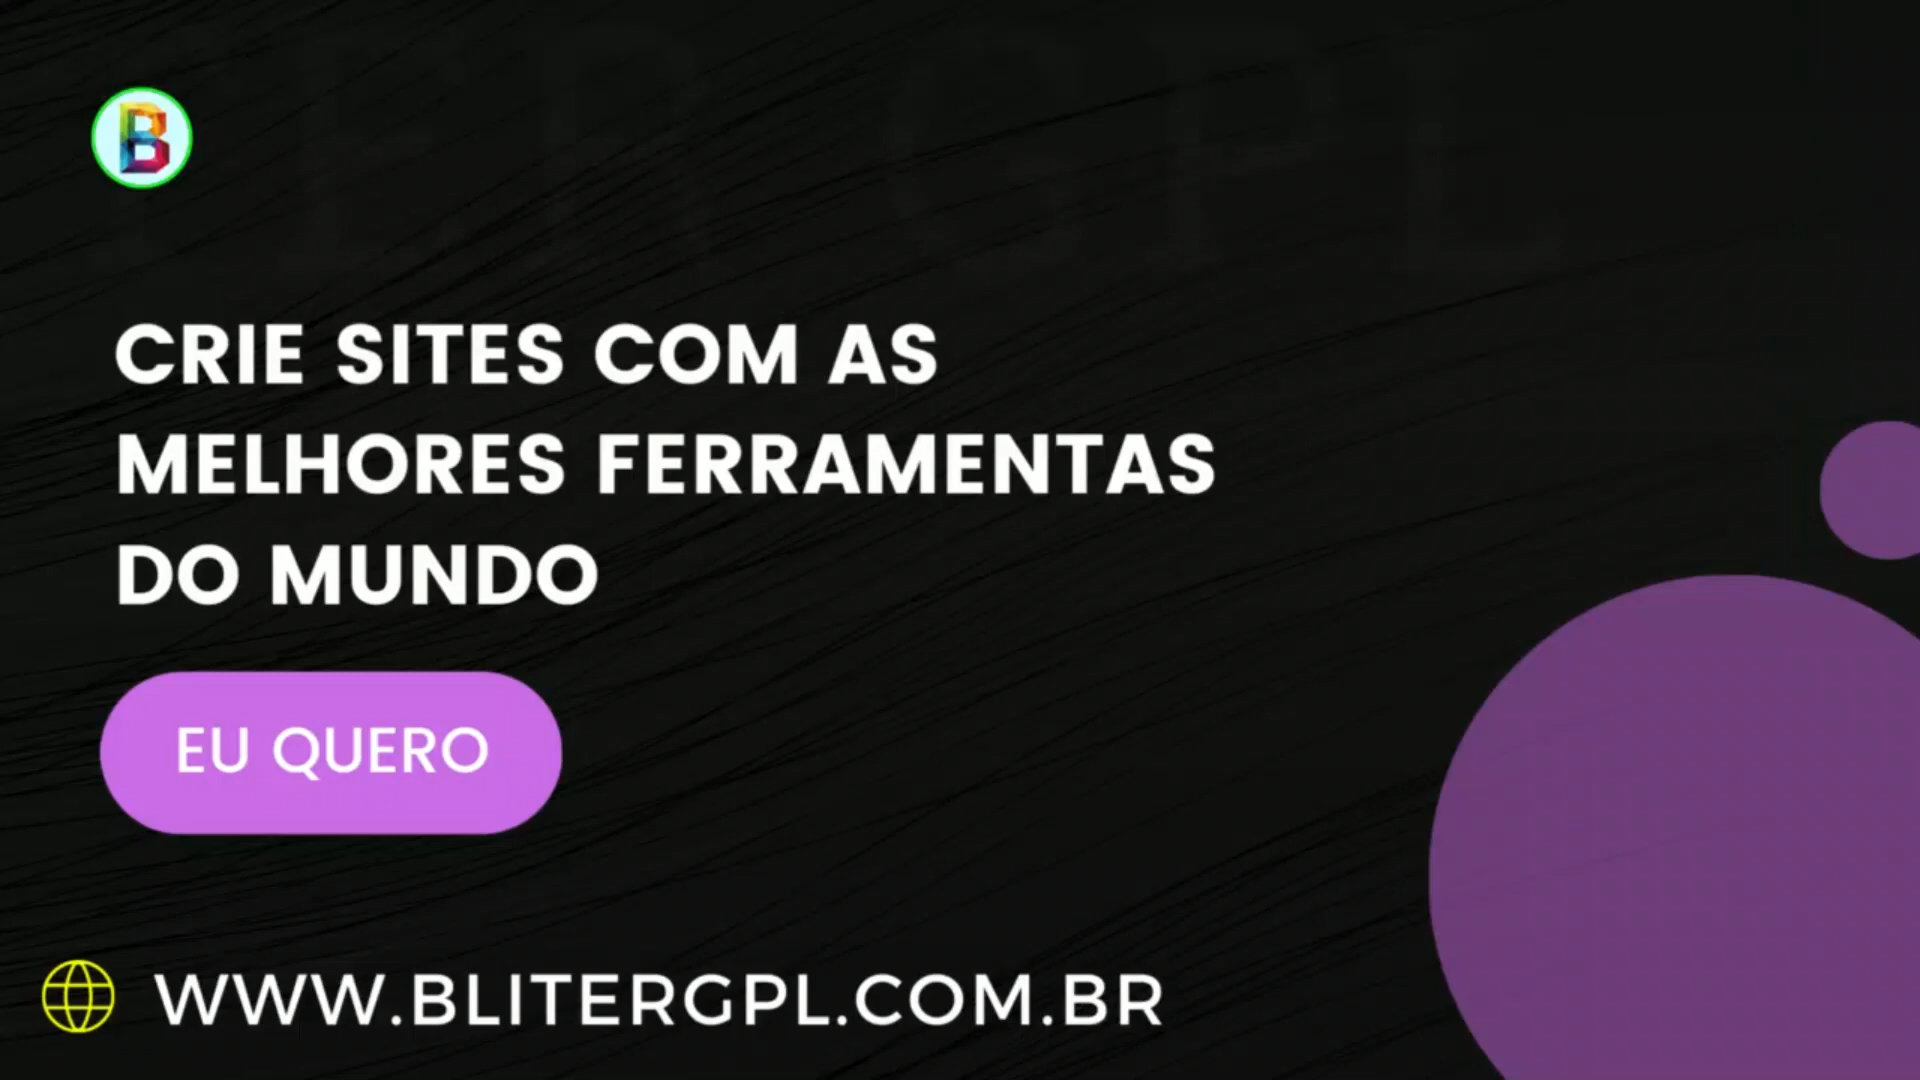 B
CRIE SITES COM AS
MELHORES FERRAMENTAS
DO MUNDO
EU QUERO
WWW.BLITERGPL.COM.BR